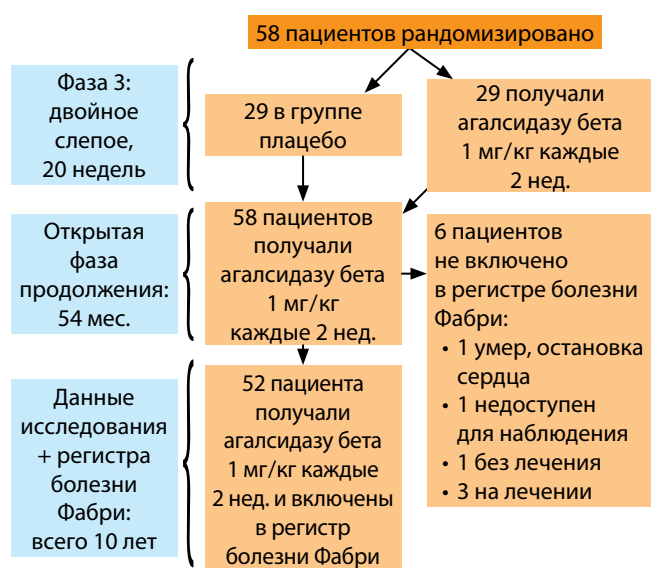 58 пациентов рандомизировано
Фаза 3:
двойное
слепое,
20 недель
29 в группе
плацебо
29 получали
агалсидазу бета
1 мг/кг каждые
2 нед.
Открытая
фаза
продолжения:
54 мес.
58 пациентов
получали
агалсидазу бета
1 мг/кг
каждые 2 нед.
6 пациентов
не включено
в регистре болезни
Фабри:
• 1 умер, остановка
сердца
• 1 недоступен
для наблюдения
• 1 без лечения
• 3 на лечении
Данные
исследования
+ регистра
болезни
Фабри:
всего 10 лет
52 пациента
получали
агалсидазу бета
1 мг/кг каждые
2 нед. и включены
в регистр
болезни Фабри